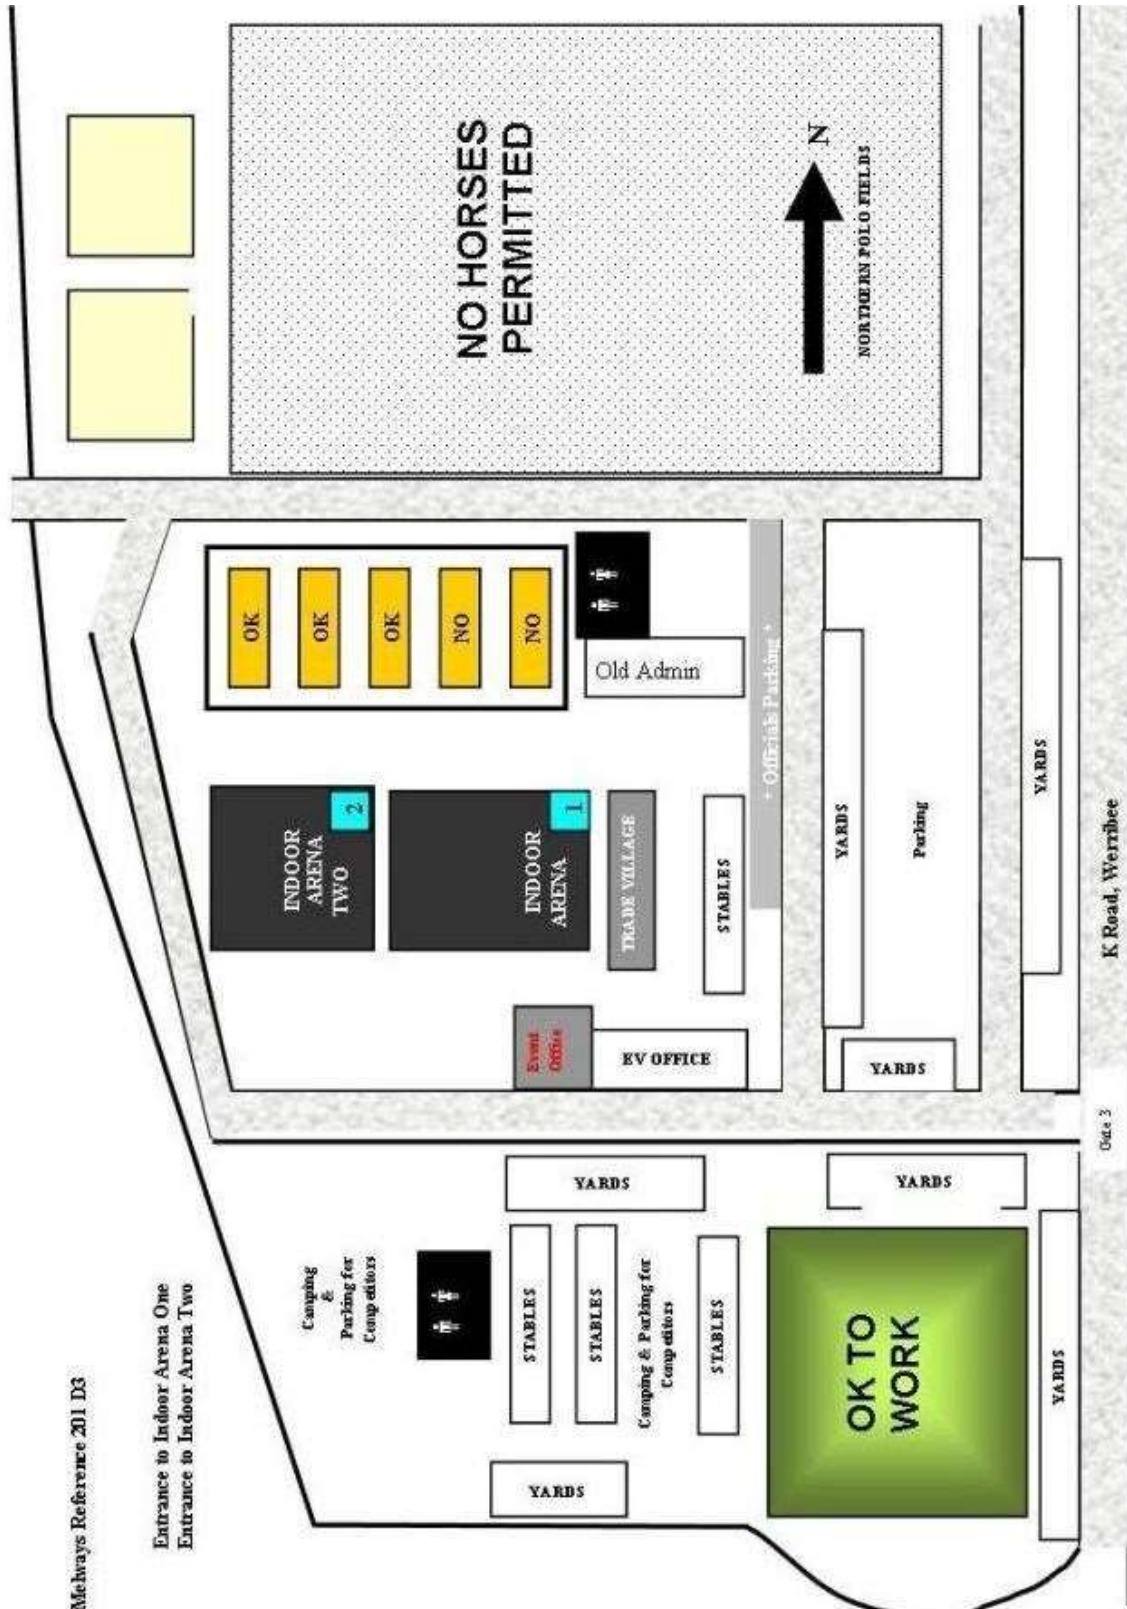 Melways Reference 201 D3
Entrance to Indoor Arena One
Entrance to Indoor Arena Two
NO HORSES
PERMITTED
N
NORTHERN POLO FIELDS
OK
OK
OK
NO
NO
Old Admin
* Officials Parking *
INDOOR
ARENA
TWO
2
INDOOR
ARENA
1
TRADE VILLAGE
STABLES
YARDS
Parking
YARDS
K Road, Werribee
Event
Office
EV OFFICE
YARDS
Gate 3
Camping
&
Parking for
Competitors
YARDS
STABLES
STABLES
Camping & Parking for
Competitors
STABLES
YARDS
YARDS
OK TO
WORK
YARDS